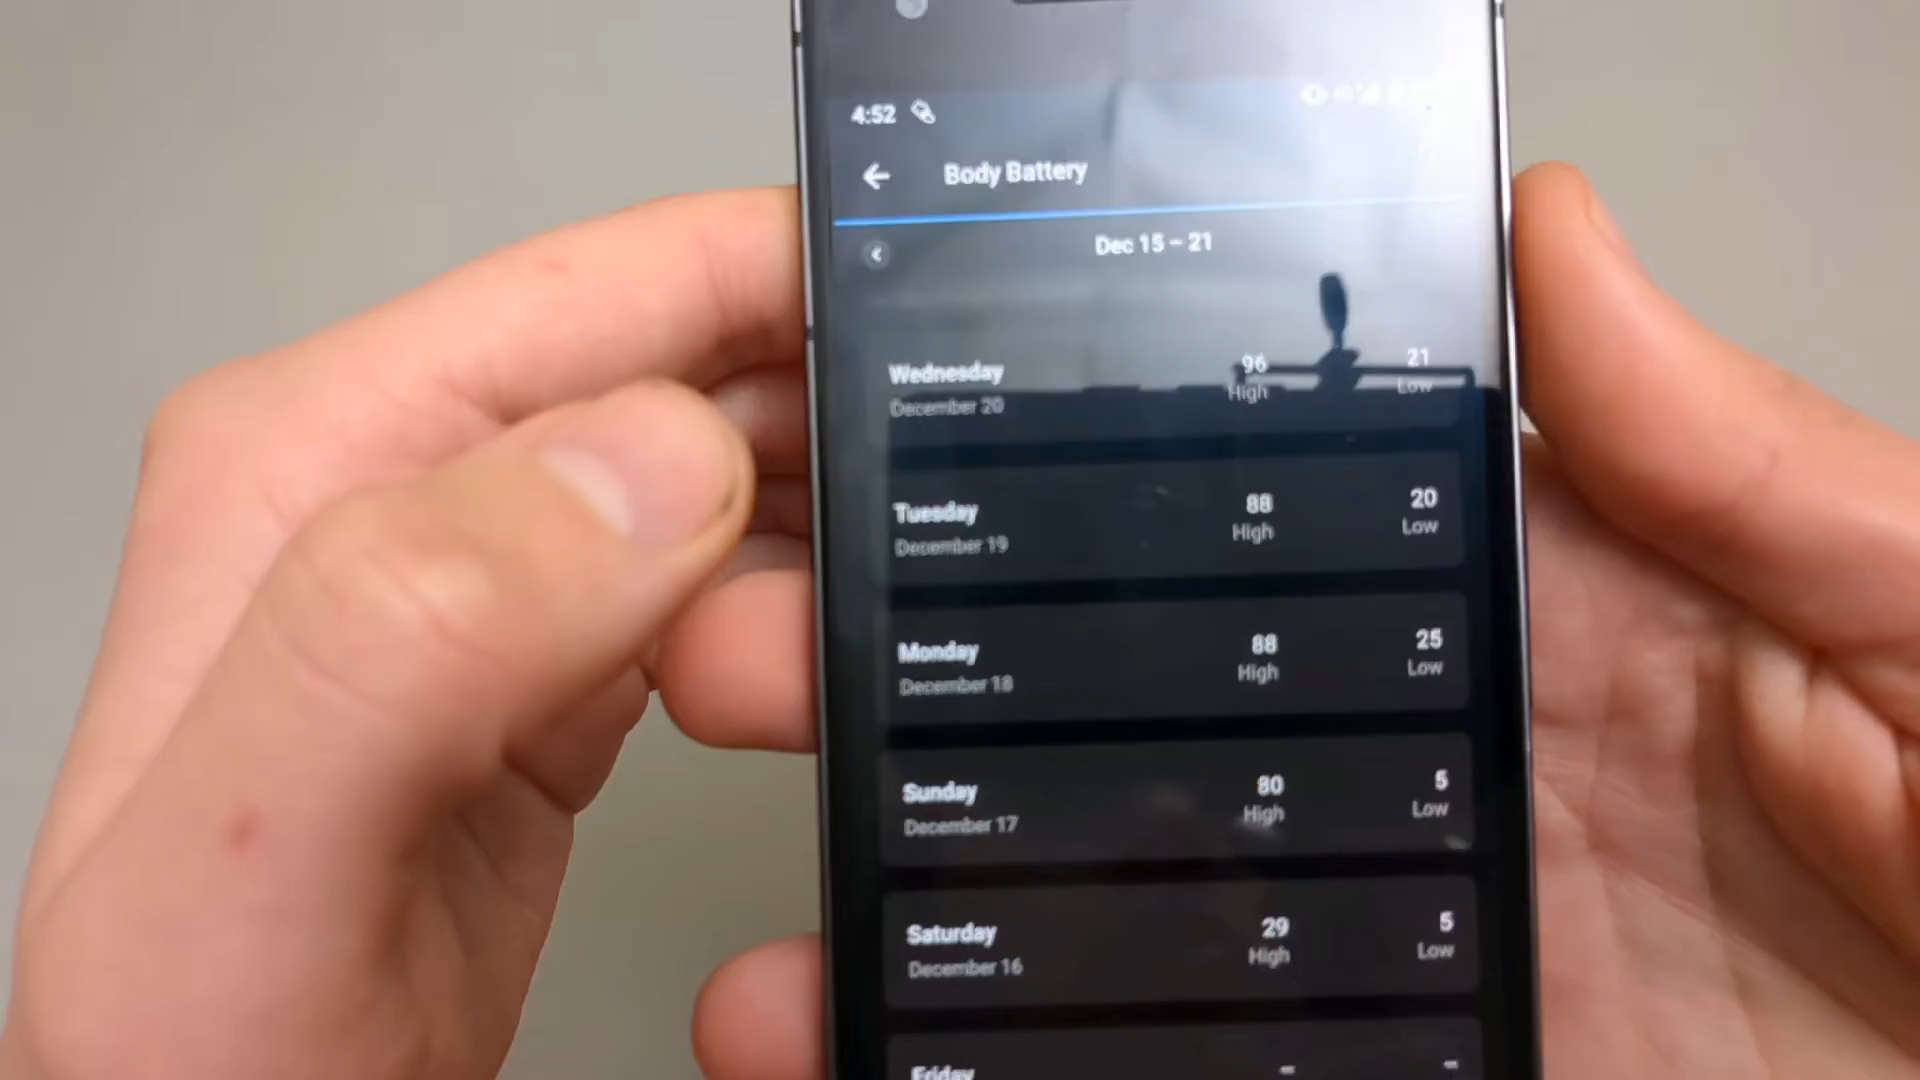 4:52
Body Battery
Dec 15 – 21
Wednesday 96 21
December 20 High Low
Tuesday 88 20
December 19 High Low
Monday 88 25
December 18 High Low
Sunday 80 5
December 17 High Low
Saturday 29 5
December 16 High Low
Friday – –